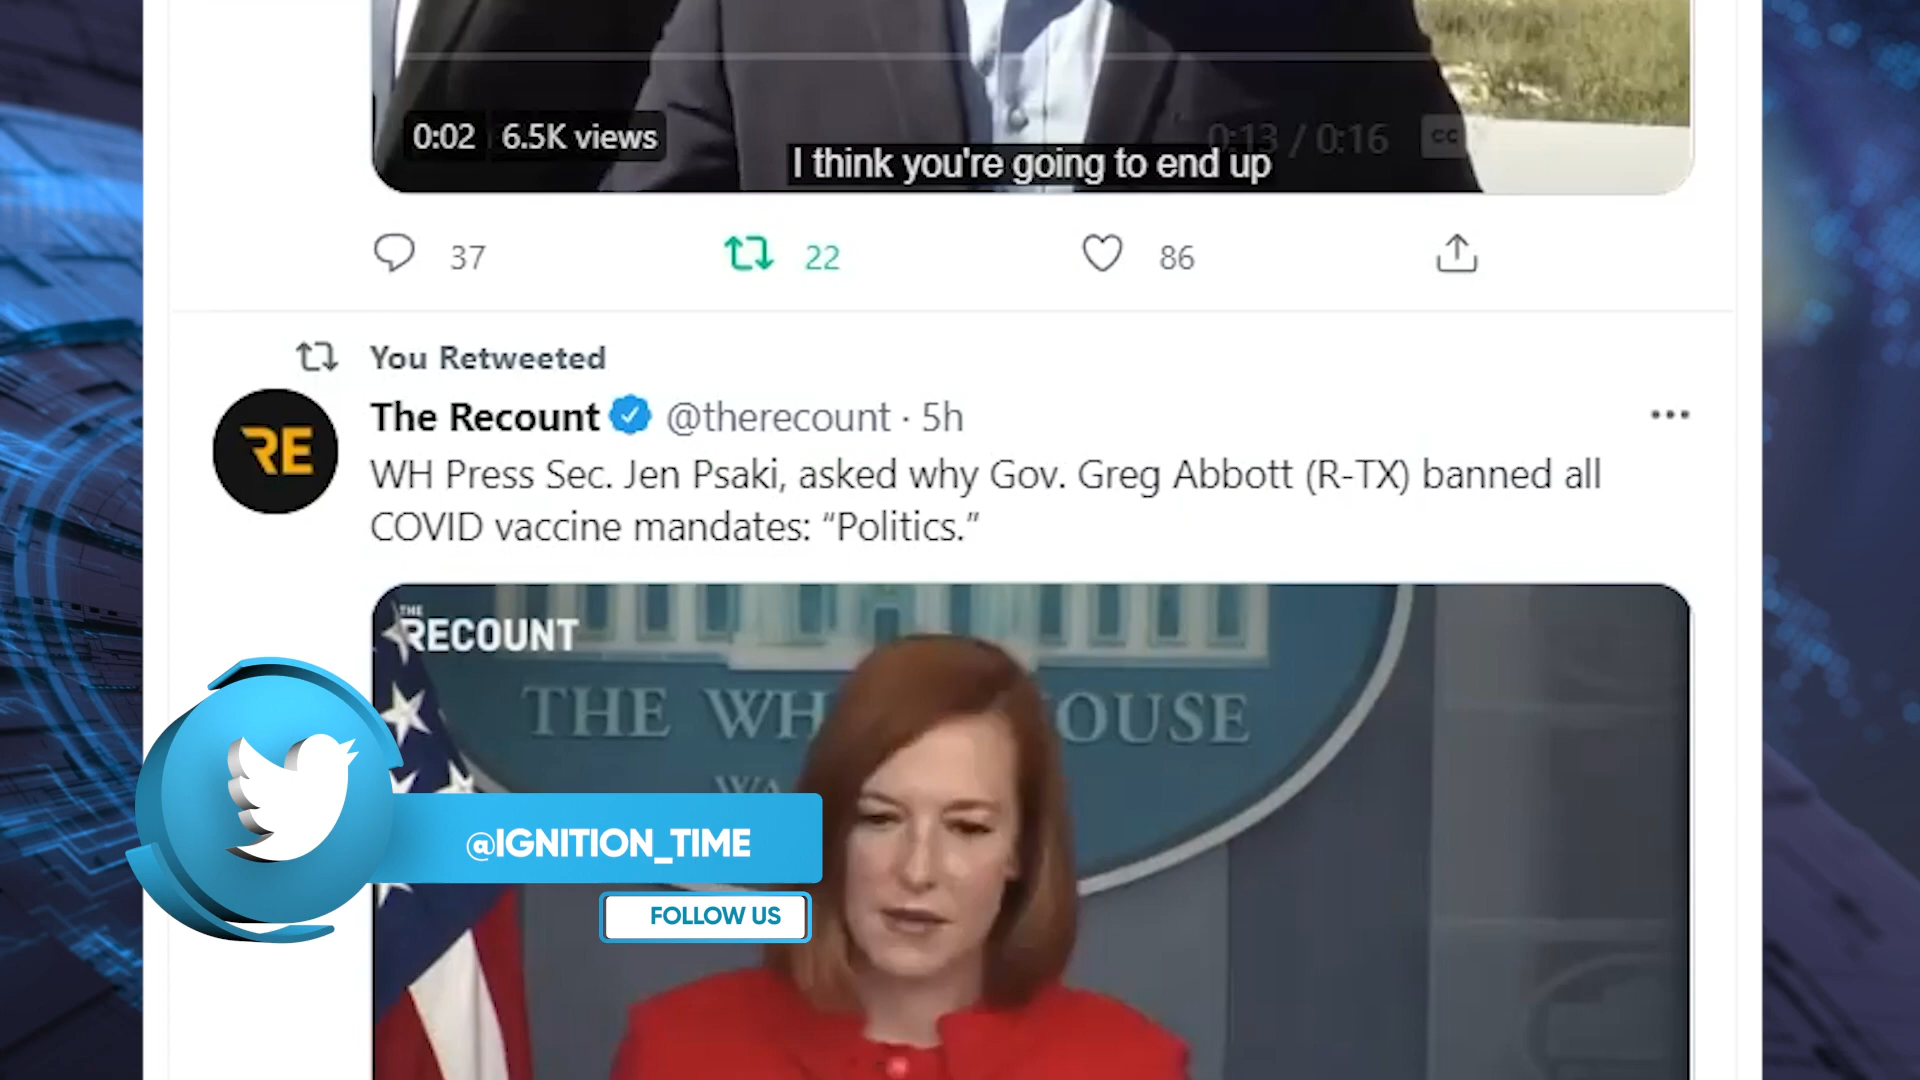 0:02 6.5K views
0:13 / 0:16 CC
I think you're going to end up
37 22 86
You Retweeted
The Recount @therecount · 5h
RE
WH Press Sec. Jen Psaki, asked why Gov. Greg Abbott (R-TX) banned all
COVID vaccine mandates: “Politics.”
THE
RECOUNT
THE WH OUSE
WA
@IGNITION_TIME
FOLLOW US